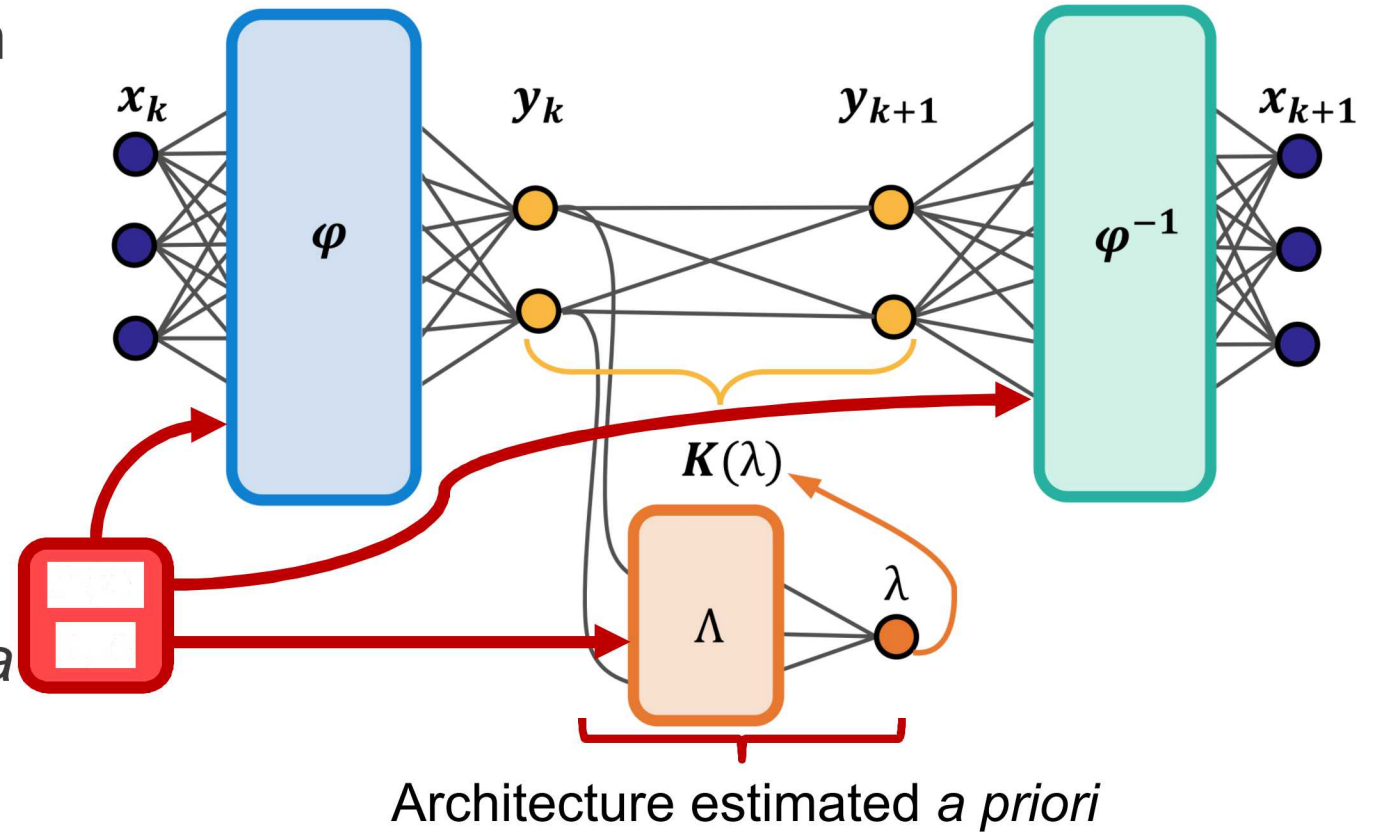 n
x_k
y_k
y_{k+1}
x_{k+1}
φ
φ^{-1}
K(λ)
λ
Λ
a
Architecture estimated a priori